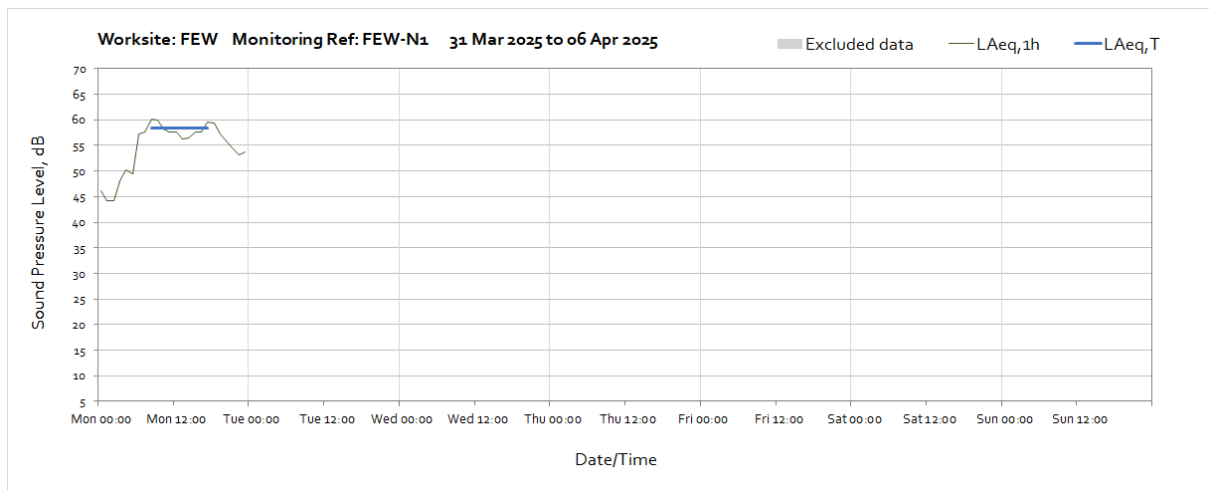 Worksite: FEW Monitoring Ref: FEW-N1 31 Mar 2025 to 06 Apr 2025
Excluded data LAeq,1h LAeq,T
Sound Pressure Level, dB
70
65
60
55
50
45
40
35
30
25
20
15
10
5
Mon 00:00 Mon 12:00 Tue 00:00 Tue 12:00 Wed 00:00 Wed 12:00 Thu 00:00 Thu 12:00 Fri 00:00 Fri 12:00 Sat 00:00 Sat 12:00 Sun 00:00 Sun 12:00
Date/Time